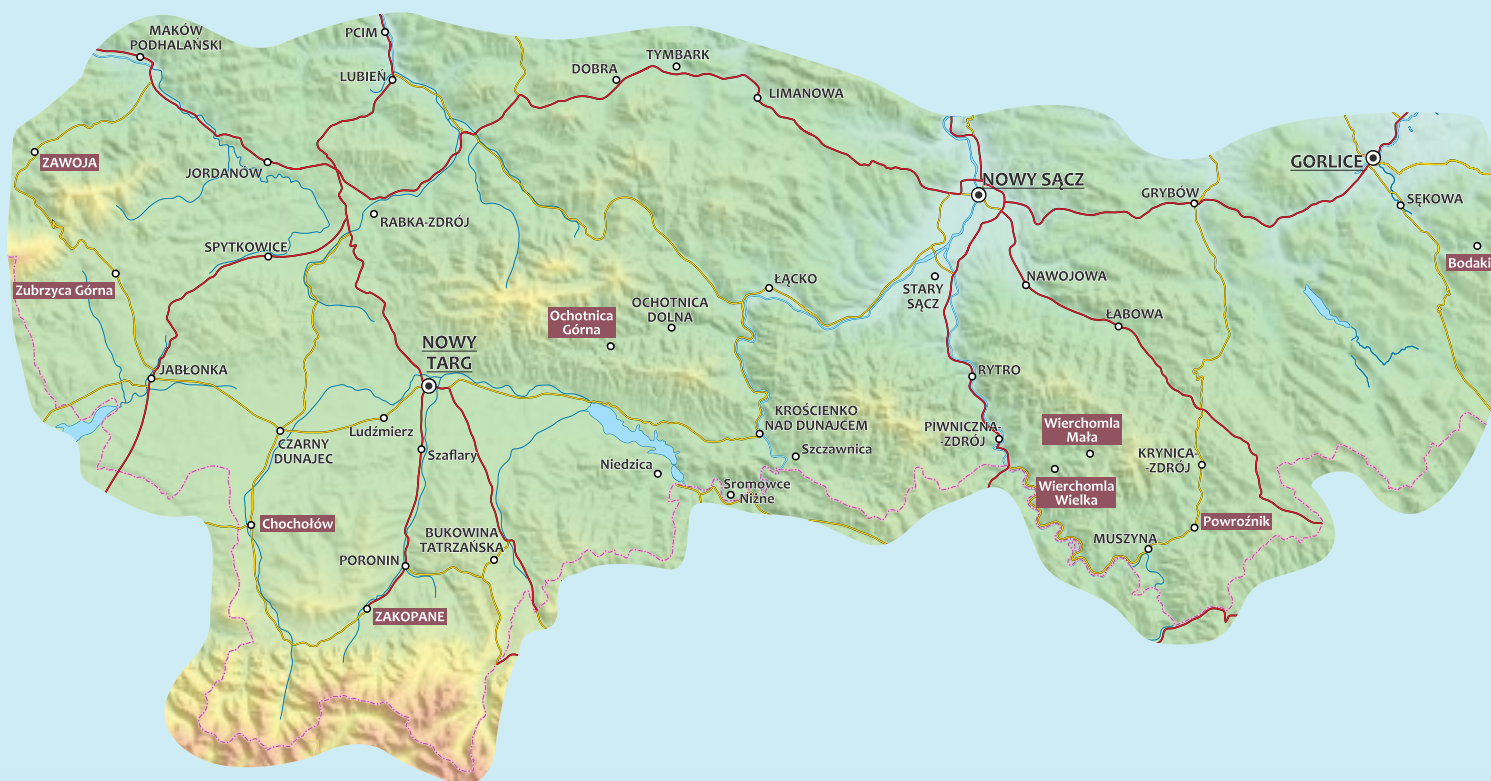 MAKÓW
PODHALAŃSKI
PCIM
LUBIEŃ
DOBRA
TYMBARK
LIMANOWA
ZAWOJA
JORDANÓW
RABKA-ZDRÓJ
SPYTKOWICE
Zubrzyca Górna
NOWY SĄCZ
GRYBÓW
GORLICE
SĘKOWA
Bodaki
STARY
SĄCZ
NAWOJOWA
ŁABOWA
ŁĄCKO
OCHOTNICA
DOLNA
Ochotnica
Górna
NOWY
TARG
JABŁONKA
Ludźmierz
CZARNY
DUNAJEC
Szaflary
Niedzica
KROŚCIENKO
NAD DUNAJCEM
Szczawnica
Sromowce
Niżne
RYTRO
PIWNICZNA-
-ZDRÓJ
Wierchomla
Mała
Wierchomla
Wielka
KRYNICA-
-ZDRÓJ
Powroźnik
MUSZYNA
Chochołów
BUKOWINA
TATRZAŃSKA
PORONIN
ZAKOPANE